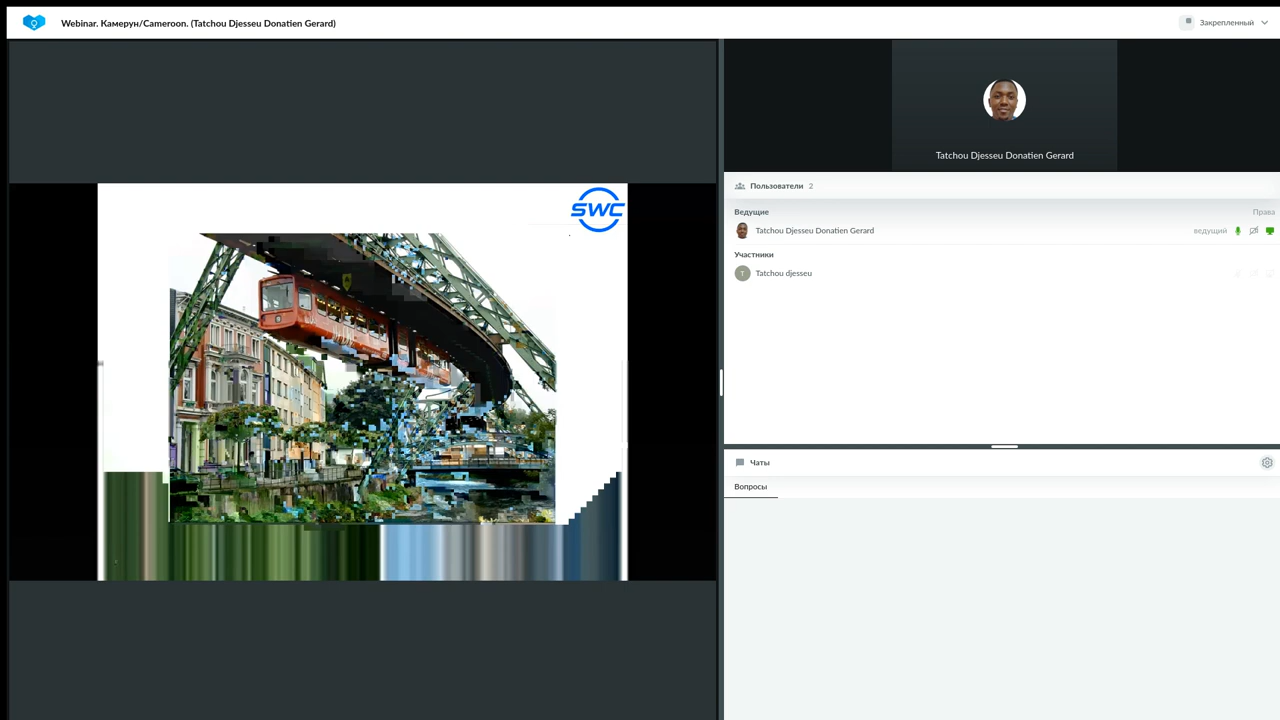 Webinar. Камерун/Cameroon. (Tatchou Djesseu Donatien Gerard)
Закрепленный
SWC
Tatchou Djesseu Donatien Gerard
Пользователи 2
Ведущие Права
Tatchou Djesseu Donatien Gerard ведущий
Участники
T Tatchou djesseu
Чаты
Вопросы